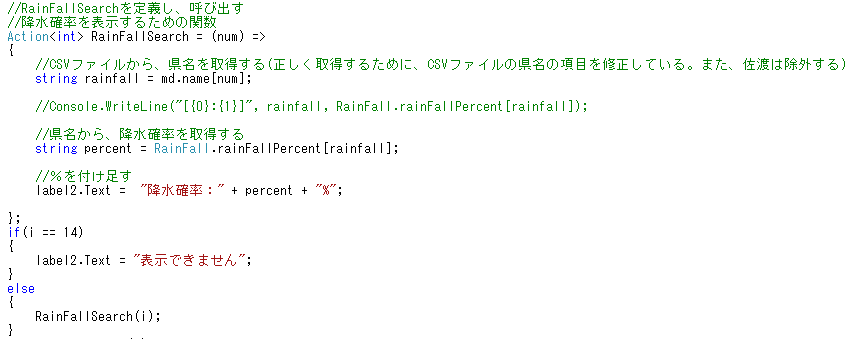 //RainFallSearchを定義し、呼び出す
//降水確率を表示するための関数
Action<int> RainFallSearch = (num) =>
{
//CSVファイルから、県名を取得する(正しく取得するために、CSVファイルの県名の項目を修正している。また、佐渡は除外する)
string rainfall = md.name[num];
//Console.WriteLine("[{0}:{1}]", rainfall, RainFall.rainFallPercent[rainfall]);
//県名から、降水確率を取得する
string percent = RainFall.rainFallPercent[rainfall];
//％を付け足す
label2.Text =  "降水確率：" + percent + "%";
};
if(i == 14)
{
label2.Text = "表示できません";
}
else
{
RainFallSearch(i);
}